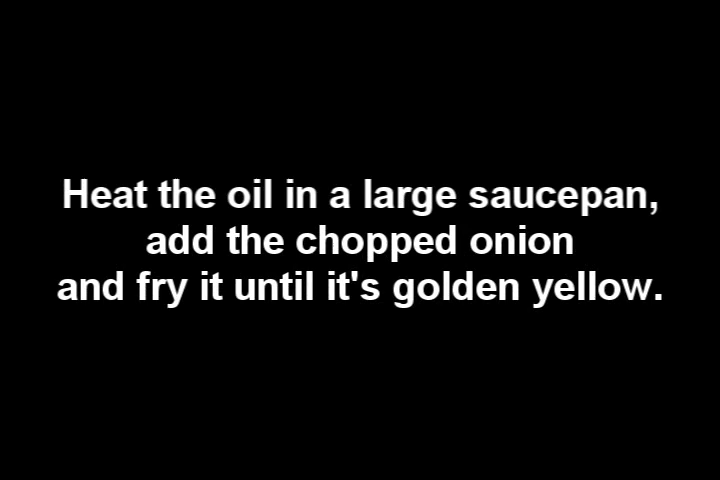 Heat the oil in a large saucepan,
add the chopped onion
and fry it until it's golden yellow.